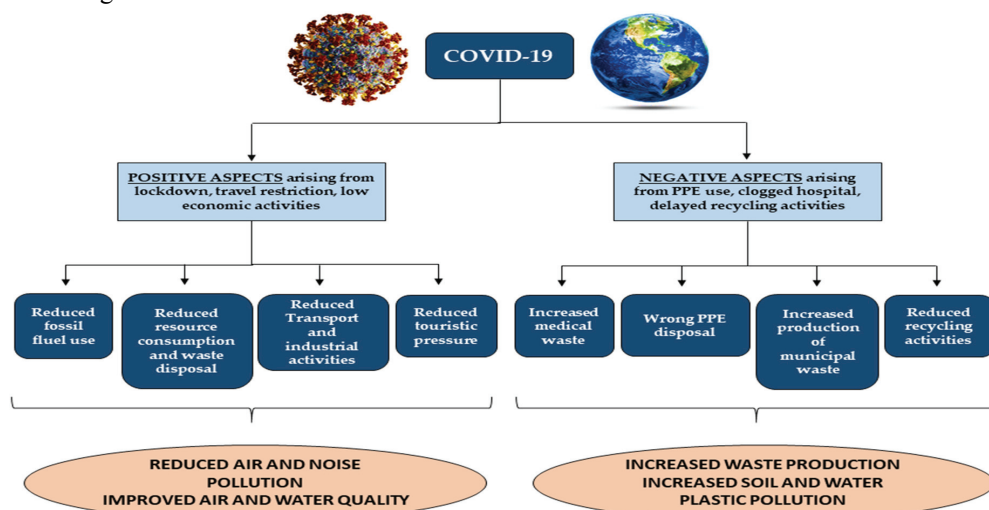 COVID-19
POSITIVE ASPECTS arising from
lockdown, travel restriction, low
economic activities
NEGATIVE ASPECTS arising
from PPE use, clogged hospital,
delayed recycling activities
Reduced
fossil
fluel use
Reduced
resource
consumption
and waste
disposal
Reduced
Transport
and
industrial
activities
Reduced
touristic
pressure
Increased
medical
waste
Wrong PPE
disposal
Increased
production
of
municipal
waste
Reduced
recycling
activities
REDUCED AIR AND NOISE
POLLUTION
IMPROVED AIR AND WATER QUALITY
INCREASED WASTE PRODUCTION
INCREASED SOIL AND WATER
PLASTIC POLLUTION